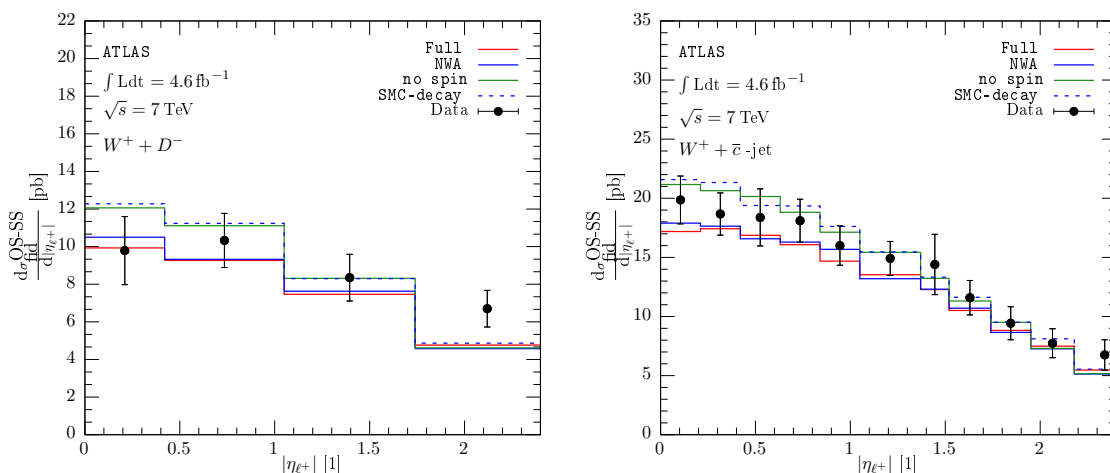 22
20
18
16
14
12
10
8
6
4
2
0
dσ OS-SS fid / d|η_ℓ+| [pb]
ATLAS
∫ Ldt = 4.6 fb⁻¹
√s = 7 TeV
W⁺ + D⁻
Full
NWA
no spin
SMC-decay
Data
0 0.5 1 1.5 2
|η_ℓ+| [1]
35
30
25
20
15
10
5
0
dσ OS-SS fid / d|η_ℓ+| [pb]
ATLAS
∫ Ldt = 4.6 fb⁻¹
√s = 7 TeV
W⁺ + c̅ -jet
Full
NWA
no spin
SMC-decay
Data
0 0.5 1 1.5 2
|η_ℓ+| [1]